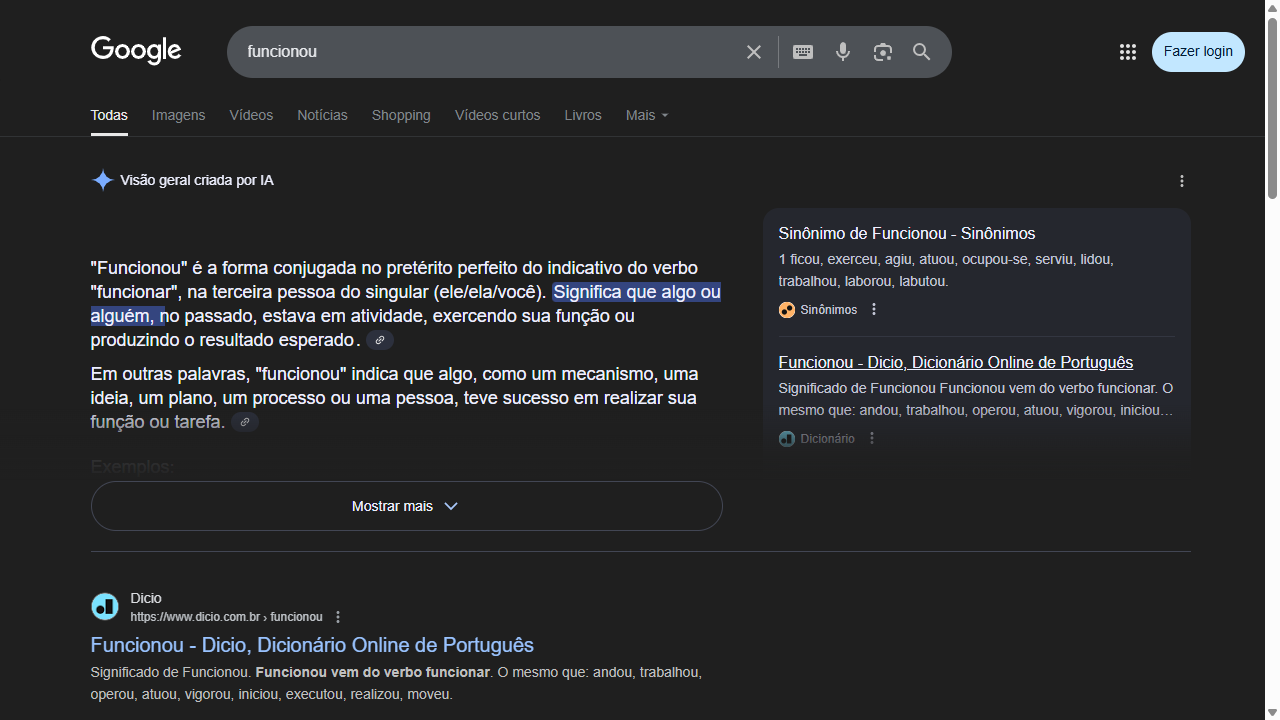 Google
funcionou
Fazer login
Todas Imagens Vídeos Notícias Shopping Vídeos curtos Livros Mais
Visão geral criada por IA
"Funcionou" é a forma conjugada no pretérito perfeito do indicativo do verbo
"funcionar", na terceira pessoa do singular (ele/ela/você). Significa que algo ou
alguém, no passado, estava em atividade, exercendo sua função ou
produzindo o resultado esperado.
Em outras palavras, "funcionou" indica que algo, como um mecanismo, uma
ideia, um plano, um processo ou uma pessoa, teve sucesso em realizar sua
função ou tarefa.
Exemplos:
Mostrar mais
Sinônimo de Funcionou - Sinônimos
1 ficou, exerceu, agiu, atuou, ocupou-se, serviu, lidou,
trabalhou, laborou, labutou.
Sinônimos
Funcionou - Dicio, Dicionário Online de Português
Significado de Funcionou Funcionou vem do verbo funcionar. O
mesmo que: andou, trabalhou, operou, atuou, vigorou, iniciou...
Dicionário
Dicio
https://www.dicio.com.br › funcionou
Funcionou - Dicio, Dicionário Online de Português
Significado de Funcionou. Funcionou vem do verbo funcionar. O mesmo que: andou, trabalhou,
operou, atuou, vigorou, iniciou, executou, realizou, moveu.